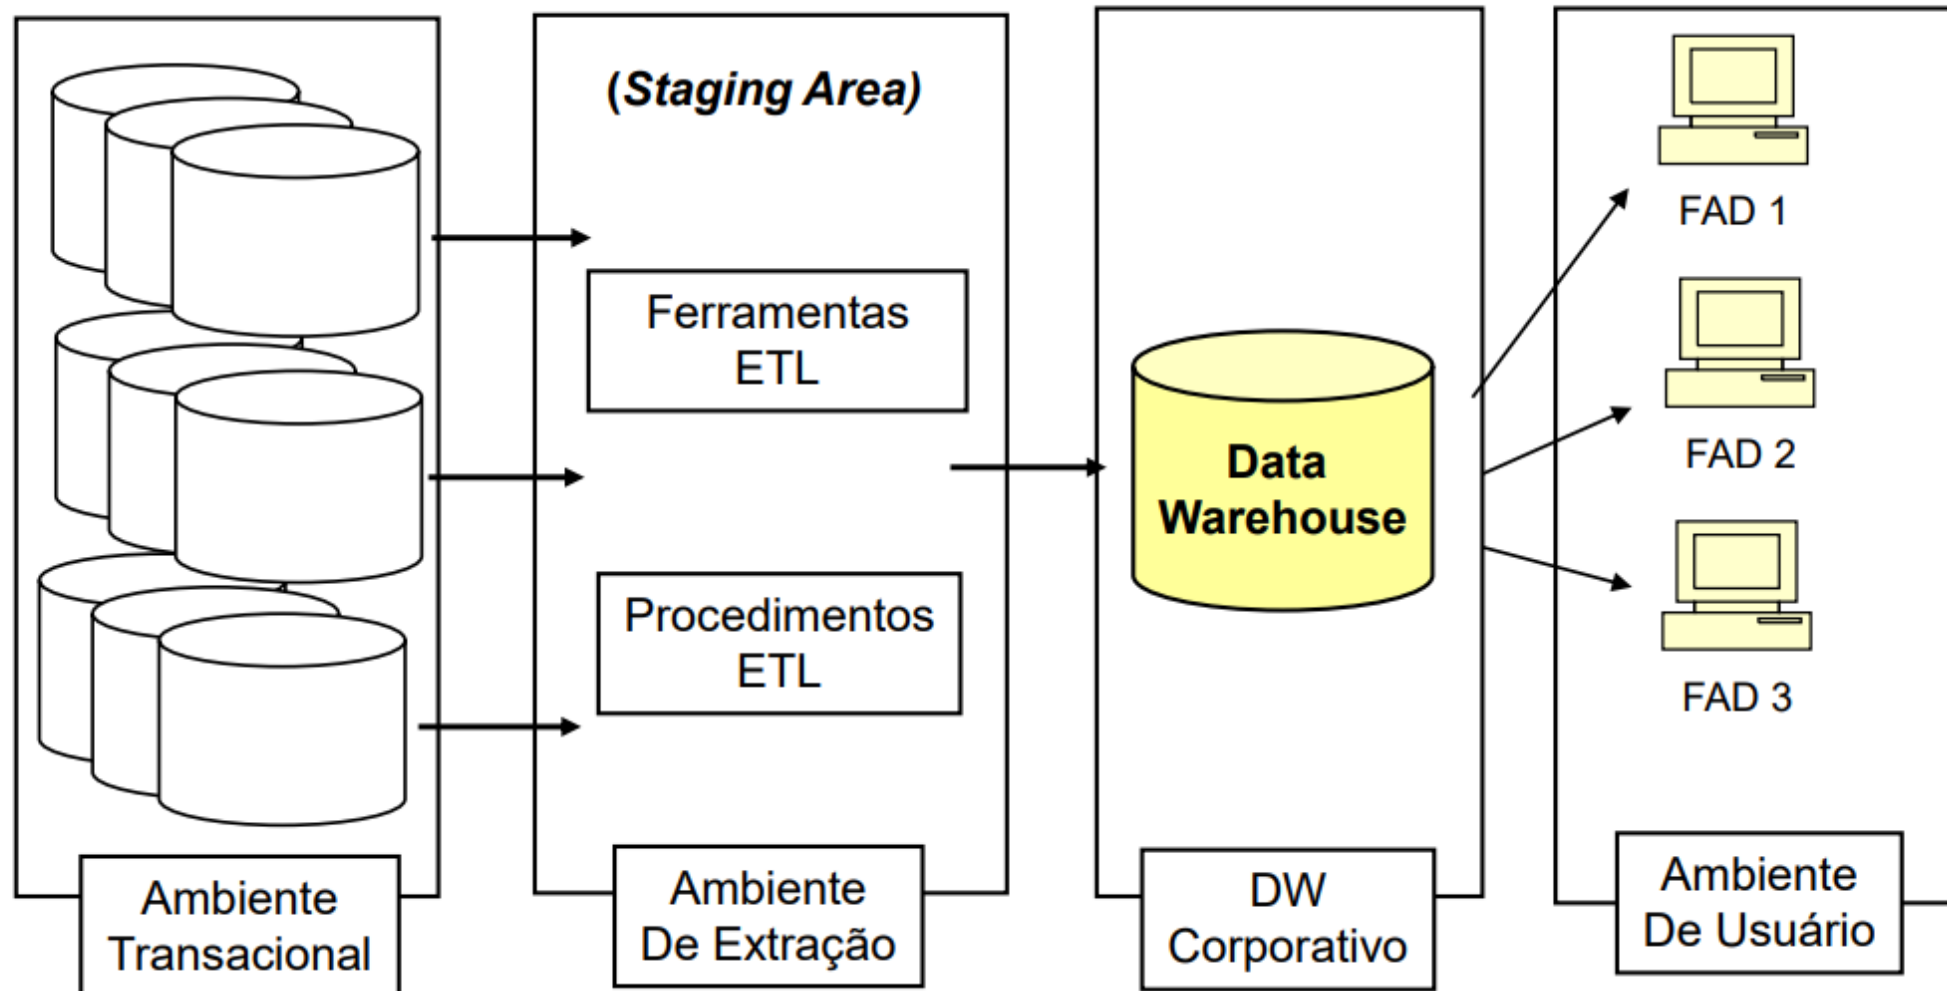 (Staging Area)
Ferramentas
ETL
Procedimentos
ETL
Data
Warehouse
FAD 1
FAD 2
FAD 3
Ambiente
Transacional
Ambiente
De Extração
DW
Corporativo
Ambiente
De Usuário